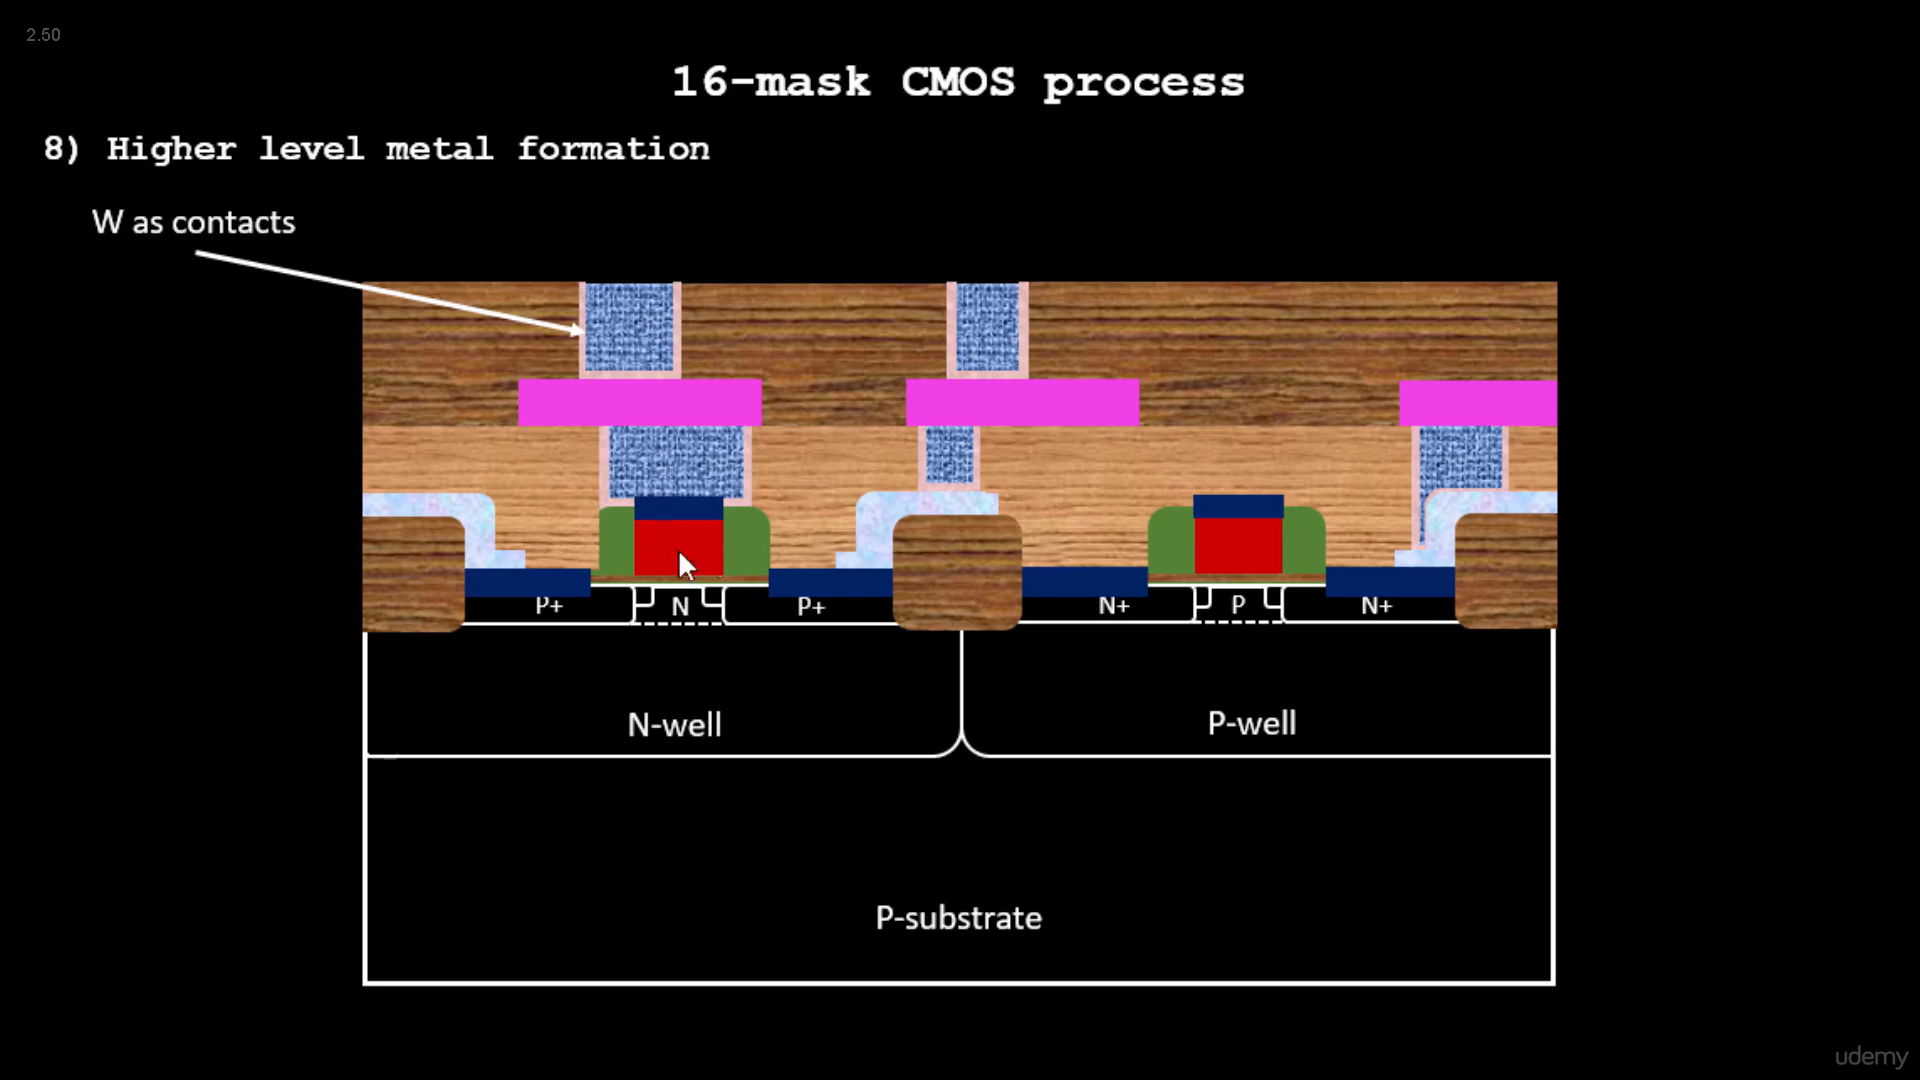 2.50
16-mask CMOS process
8) Higher level metal formation
W as contacts
P+ N P+ N+ P N+
N-well P-well
P-substrate
udemy